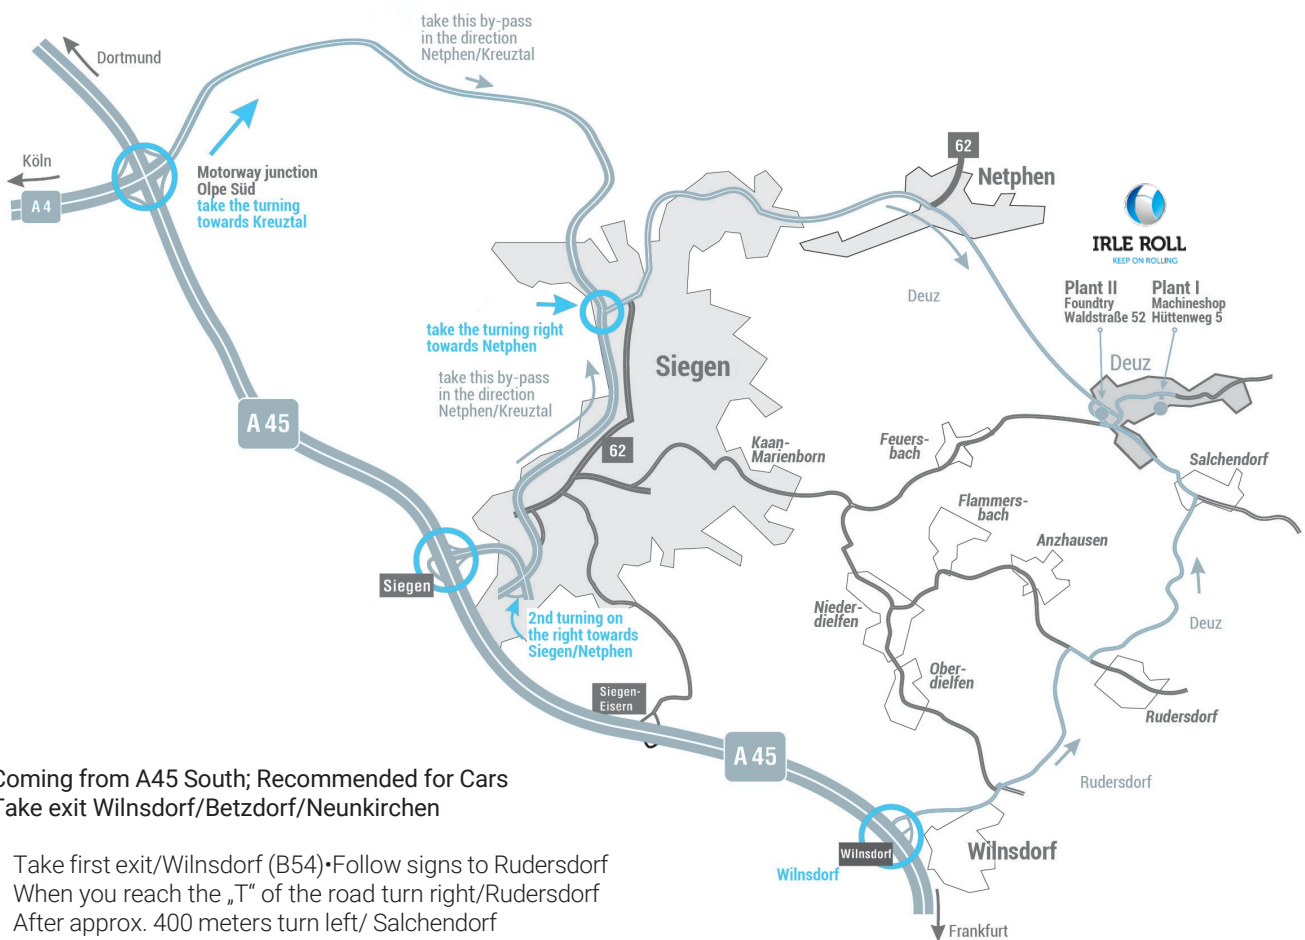 take this by-pass
in the direction
Netphen/Kreuztal
Dortmund
Köln
A 4
Motorway junction
Olpe Süd
take the turning
towards Kreuztal
62
Netphen
IRLE ROLL
KEEP ON ROLLING
Deuz
Plant II
Foundtry
Waldstraße 52
Plant I
Machineshop
Hüttenweg 5
take the turning right
towards Netphen
Siegen
Deuz
take this by-pass
in the direction
Netphen/Kreuztal
A 45
62
Kaan-
Marienborn
Feuers-
bach
Salchendorf
Flammers-
bach
Anzhausen
Siegen
Nieder-
dielfen
2nd turning on
the right towards
Siegen/Netphen
Deuz
Ober-
dielfen
Siegen-
Eisern
Rudersdorf
A 45
Rudersdorf
Coming from A45 South; Recommended for Cars
Take exit Wilnsdorf/Betzdorf/Neunkirchen
Wilnsdorf
Wilnsdorf
Wilnsdorf
Take first exit/Wilnsdorf (B54)•Follow signs to Rudersdorf
When you reach the „T“ of the road turn right/Rudersdorf
After approx. 400 meters turn left/ Salchendorf
Frankfurt